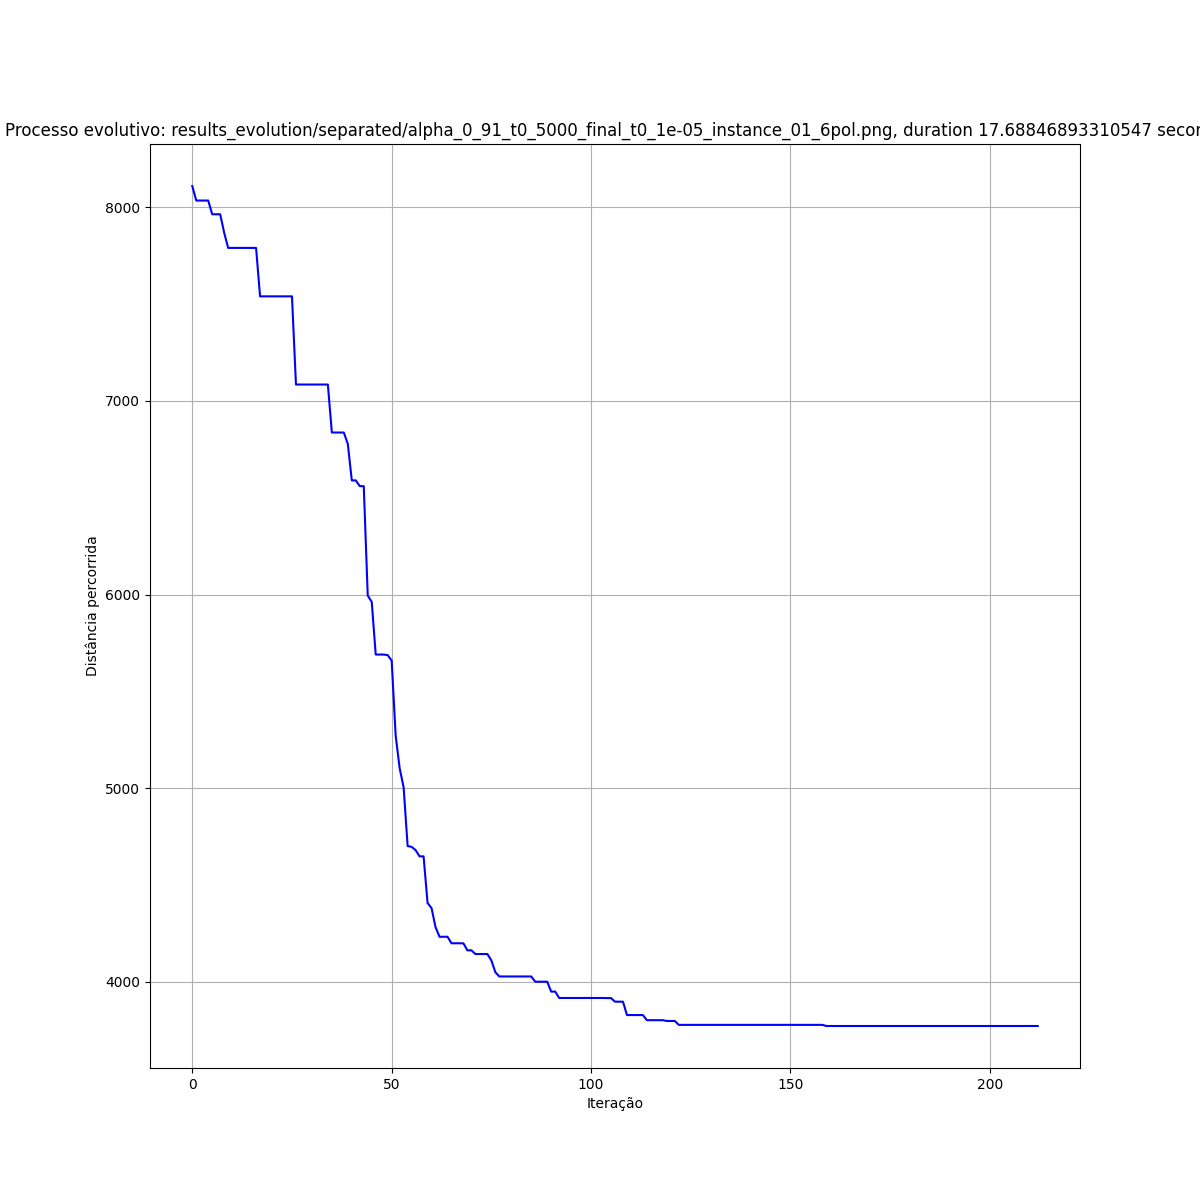 Processo evolutivo: results_evolution/separated/alpha_0_91_t0_5000_final_t0_1e-05_instance_01_6pol.png, duration 17.68846893310547
8000
7000
6000
5000
4000
Distância percorrida
0 50 100 150 200
Iteração